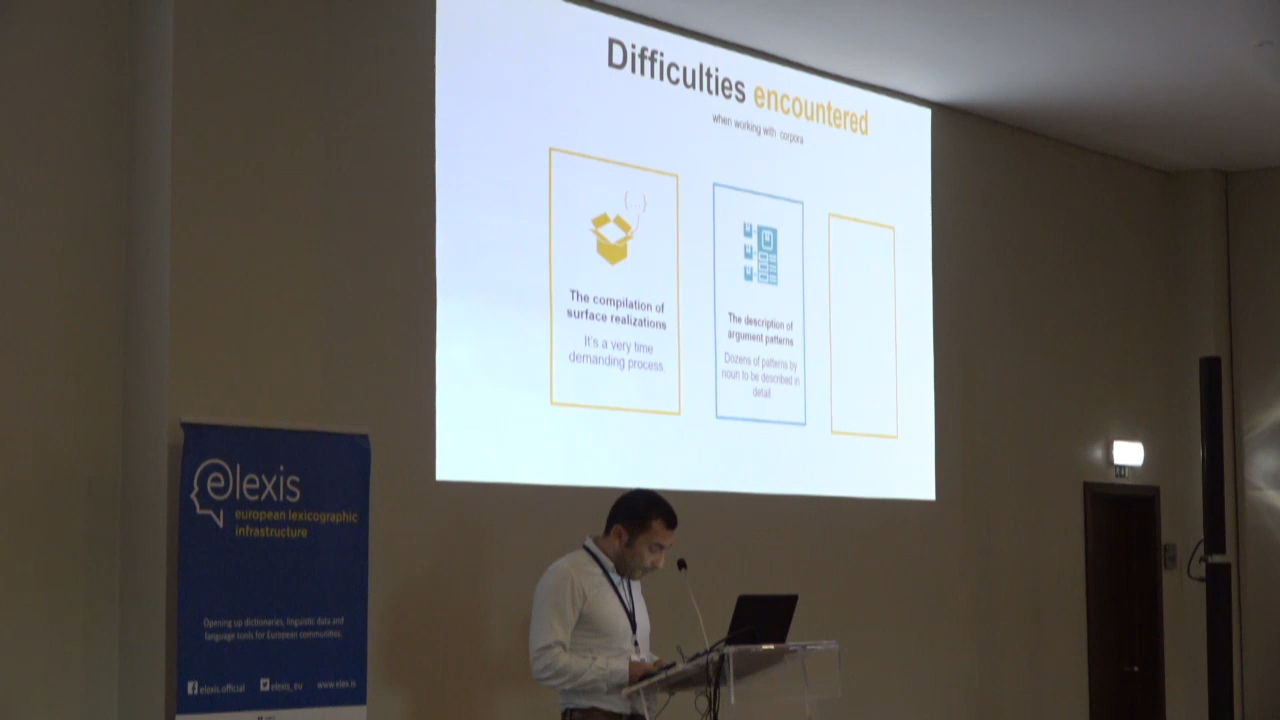 Difficulties encountered
when working with corpora
{...}
The compilation of
surface realizations
It's a very time
demanding process.
The description of
argument patterns
Dozens of patterns by
noun to be described in
detail.
elexis
european lexicographic
infrastructure
Opening up dictionaries, linguistic data and
language tools for European communities.
elexis.official
elexis_eu
www.elex.is